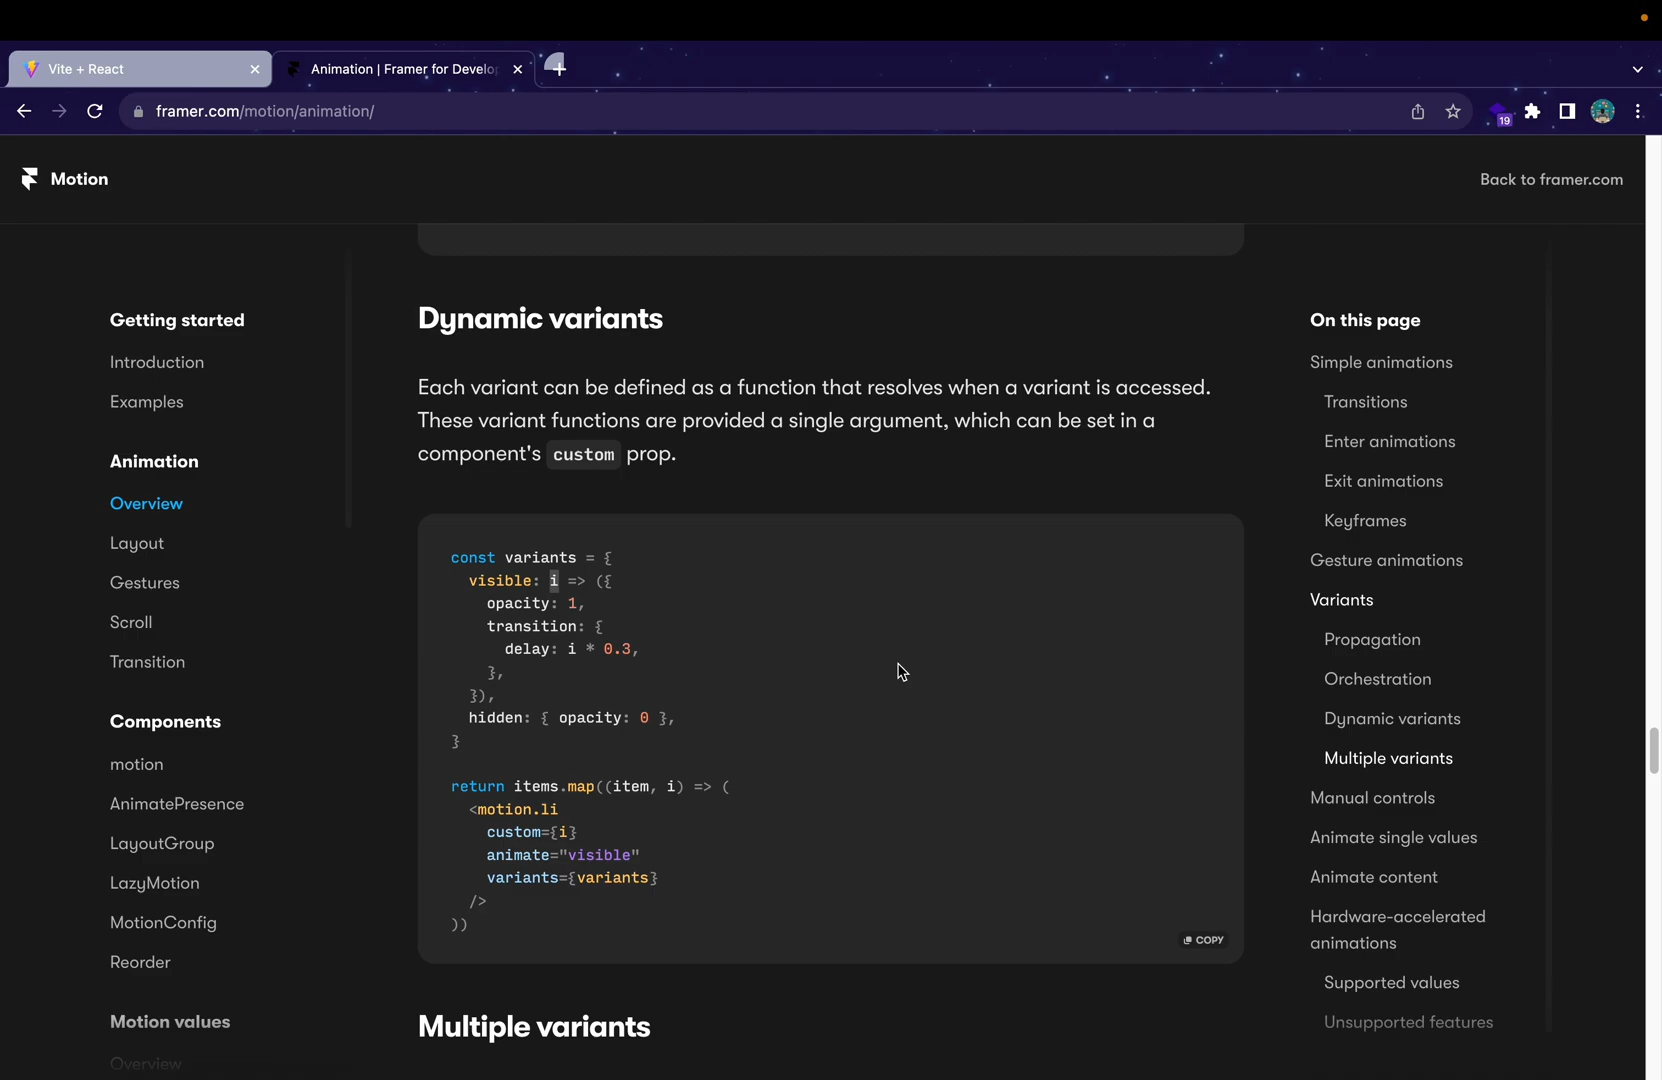 Vite + React
Animation | Framer for Develo
framer.com/motion/animation/
19
Motion
Back to framer.com
Getting started
Introduction
Examples
Animation
Overview
Layout
Gestures
Scroll
Transition
Components
motion
AnimatePresence
LayoutGroup
LazyMotion
MotionConfig
Reorder
Motion values
Overview
Dynamic variants
Each variant can be defined as a function that resolves when a variant is accessed.
These variant functions are provided a single argument, which can be set in a
component's custom prop.
const variants = {
visible: i => ({
opacity: 1,
transition: {
delay: i * 0.3,
},
}),
hidden: { opacity: 0 },
}
return items.map((item, i) => (
<motion.li
custom={i}
animate="visible"
variants={variants}
/>
))
COPY
Multiple variants
On this page
Simple animations
Transitions
Enter animations
Exit animations
Keyframes
Gesture animations
Variants
Propagation
Orchestration
Dynamic variants
Multiple variants
Manual controls
Animate single values
Animate content
Hardware-accelerated
animations
Supported values
Unsupported features